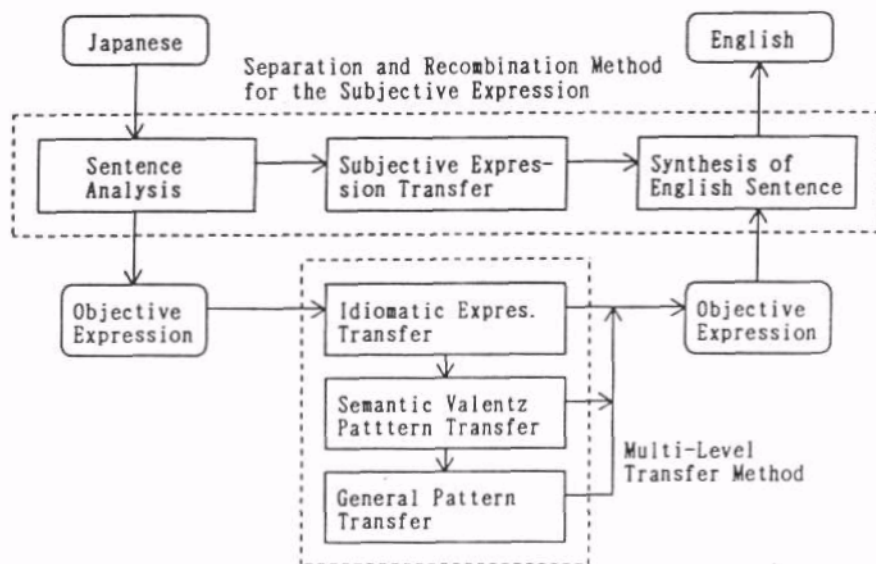 Japanese
English
Separation and Recombination Method
for the Subjective Expression
Sentence
Analysis
Subjective Expres-
sion Transfer
Synthesis of
English Sentence
Objective
Expression
Idiomatic Expres.
Transfer
Objective
Expression
Semantic Valentz
Patttern Transfer
Multi-Level
Transfer Method
General Pattern
Transfer